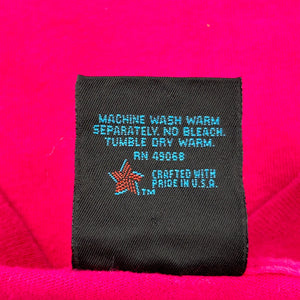 MACHINE WASH WARM
SEPARATELY. NO BLEACH.
TUMBLE DRY WARM.
RN 49068
CRAFTED WITH
PRIDE IN U.S.A.
TM